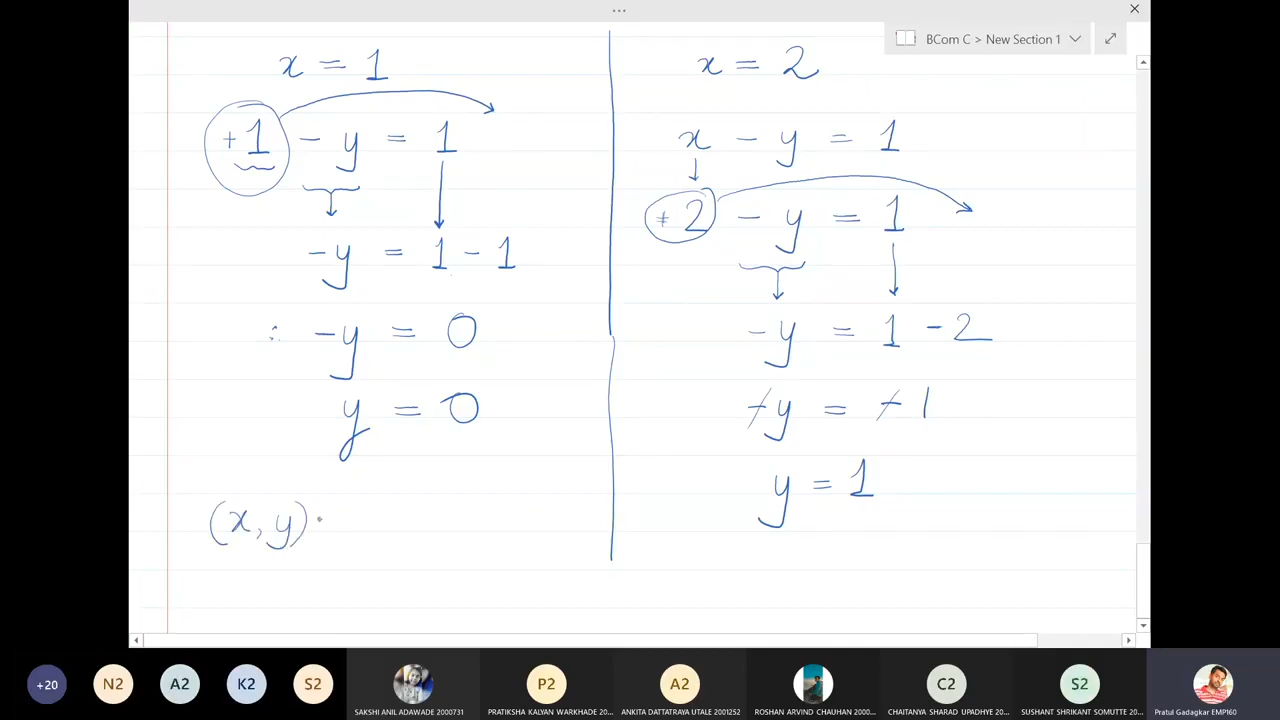 BCom C > New Section 1
x = 1
+1 - y = 1
-y = 1 - 1
∴ -y = 0
y = 0
(x, y)
x = 2
x - y = 1
+2 - y = 1
-y = 1 - 2
-y = -1
y = 1
+20
N2
A2
K2
S2
SAKSHI ANIL ADAWADE 2000731
P2
PRATIKSHA KALYAN WARKHADE 20...
A2
ANKITA DATTATRAYA UTALE 2001252
ROSHAN ARVIND CHAUHAN 2000...
C2
CHAITANYA SHARAD UPADHYE 20...
S2
SUSHANT SHRIKANT SOMUTTE 200...
Pratul Gadagkar EMP160